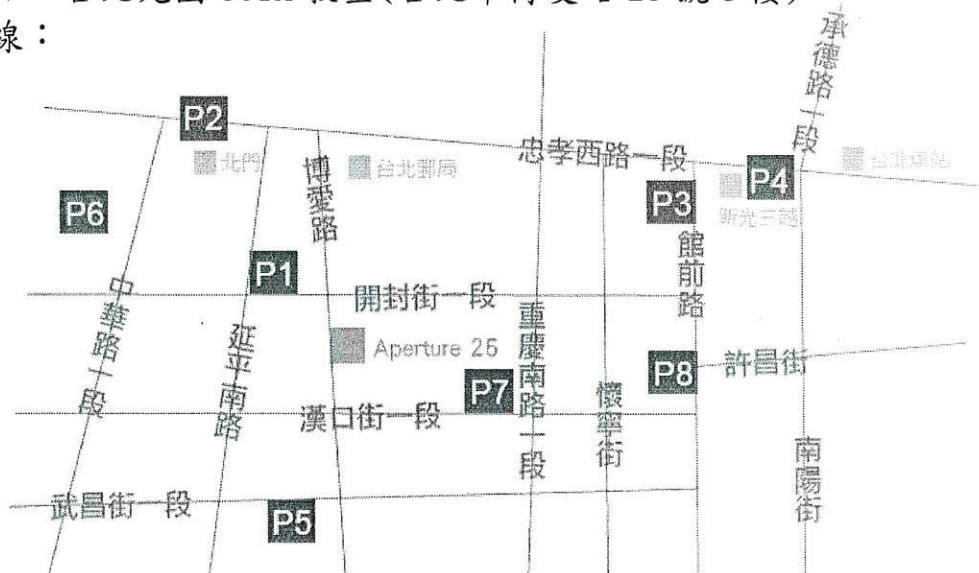 線：
承德路一段
P2
忠孝西路一段
北門
台北郵局
博愛路
P3
新光三越
P4
P6
館前路
P1
中華路一段
開封街一段
延平南路
Aperture 25
重慶南路一段
P8
許昌街
P7
懷寧街
漢口街一段
南陽街
武昌街一段
P5